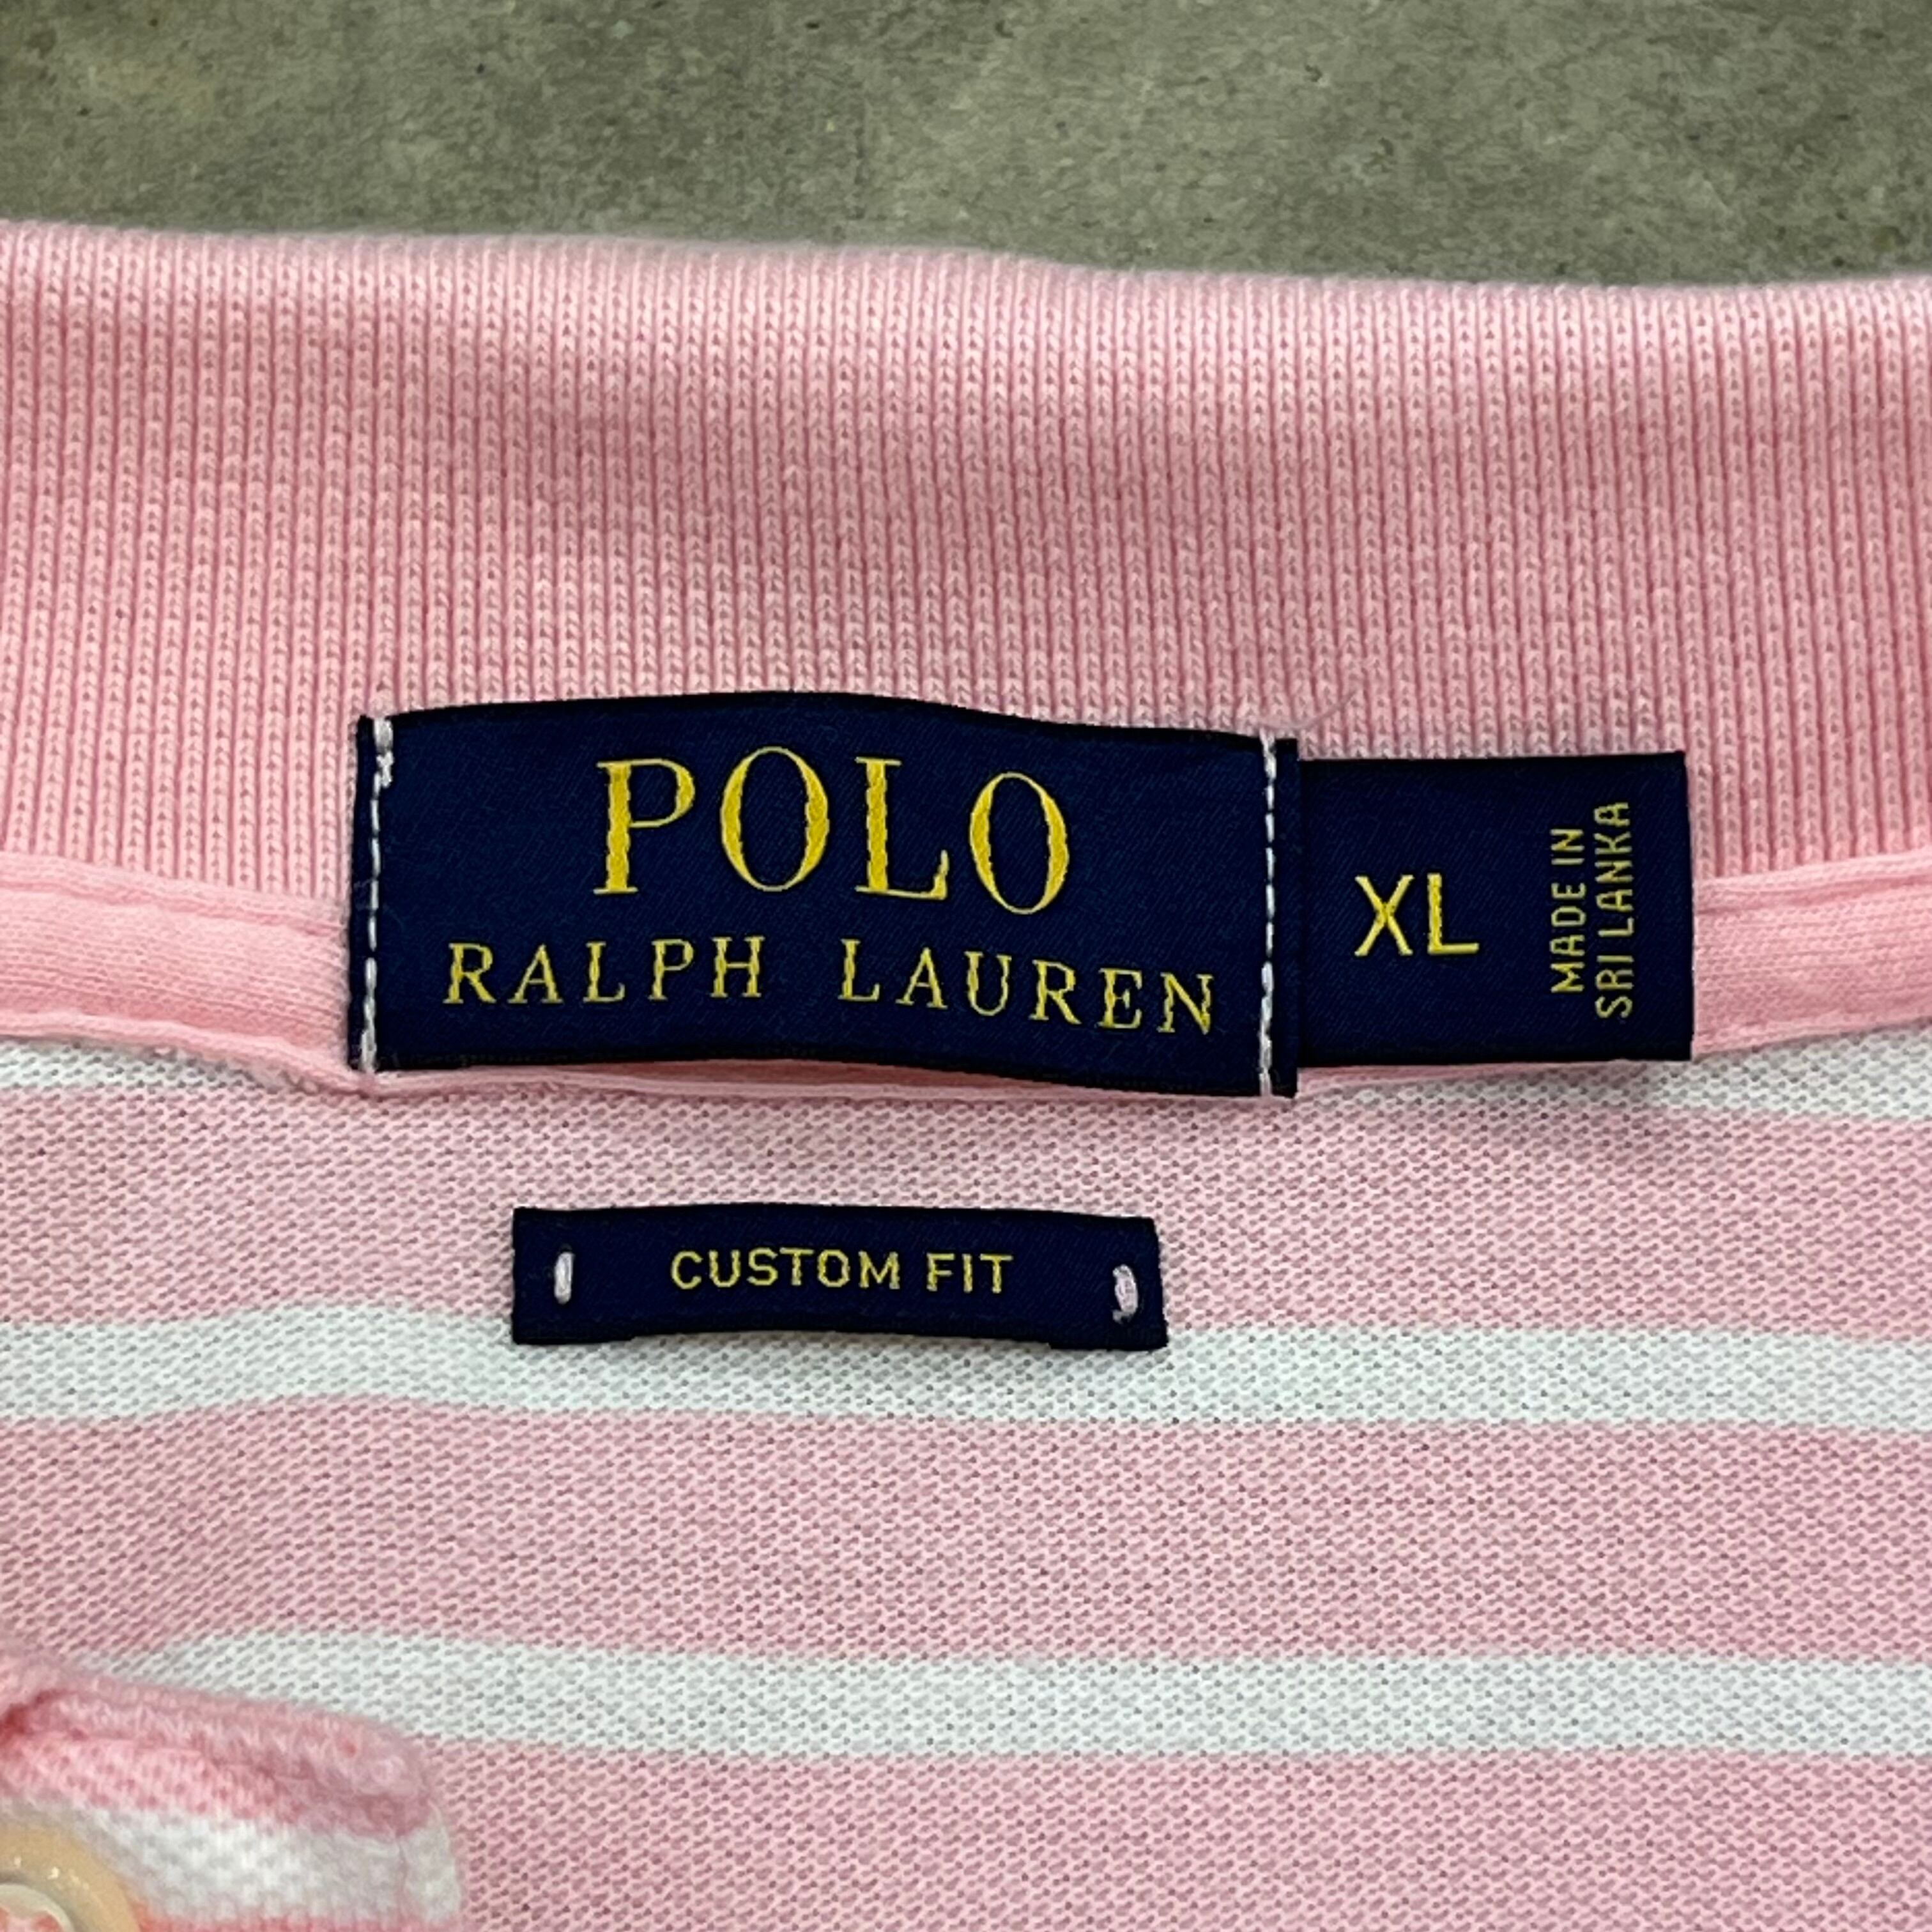 POLO
RALPH LAUREN
XL
MADE IN
SRI LANKA
CUSTOM FIT